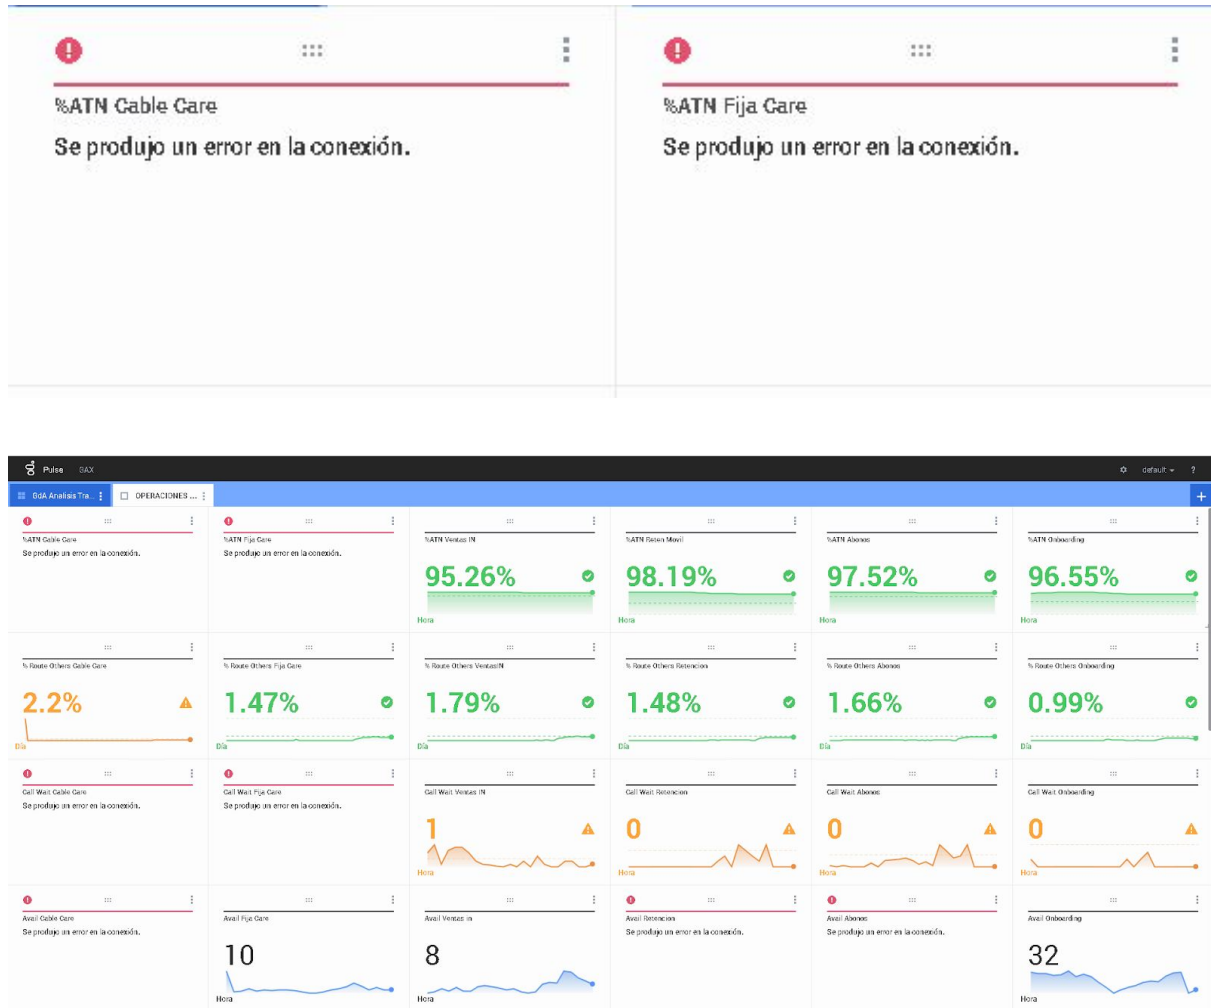 %ATN Cable Care
%ATN Fija Care
Se produjo un error en la conexión.
Se produjo un error en la conexión.
Pulse GAX
default ?
GdA Analisis Tra... OPERACIONES ... +
%ATN Cable Care
%ATN Fija Care
%ATN Ventas IN
%ATN Reten Movil
%ATN Abonos
%ATN Onboarding
Se produjo un error en la conexión.
Se produjo un error en la conexión.
95.26%
98.19%
97.52%
96.55%
Hora
Hora
Hora
Hora
% Route Others Cable Care
% Route Others Fija Care
% Route Others VentasIN
% Route Others Retencion
% Route Others Abonos
% Route Others Onboarding
2.2%
1.47%
1.79%
1.48%
1.66%
0.99%
Día
Día
Día
Día
Día
Día
Call Wait Cable Care
Call Wait Fija Care
Call Wait Ventas IN
Call Wait Retencion
Call Wait Abonos
Call Wait Onboarding
Se produjo un error en la conexión.
Se produjo un error en la conexión.
1
0
0
0
Hora
Hora
Hora
Hora
Avail Cable Care
Avail Fija Care
Avail Ventas in
Avail Retencion
Avail Abonos
Avail Onboarding
Se produjo un error en la conexión.
Se produjo un error en la conexión.
Se produjo un error en la conexión.
10
8
32
Hora
Hora
Hora